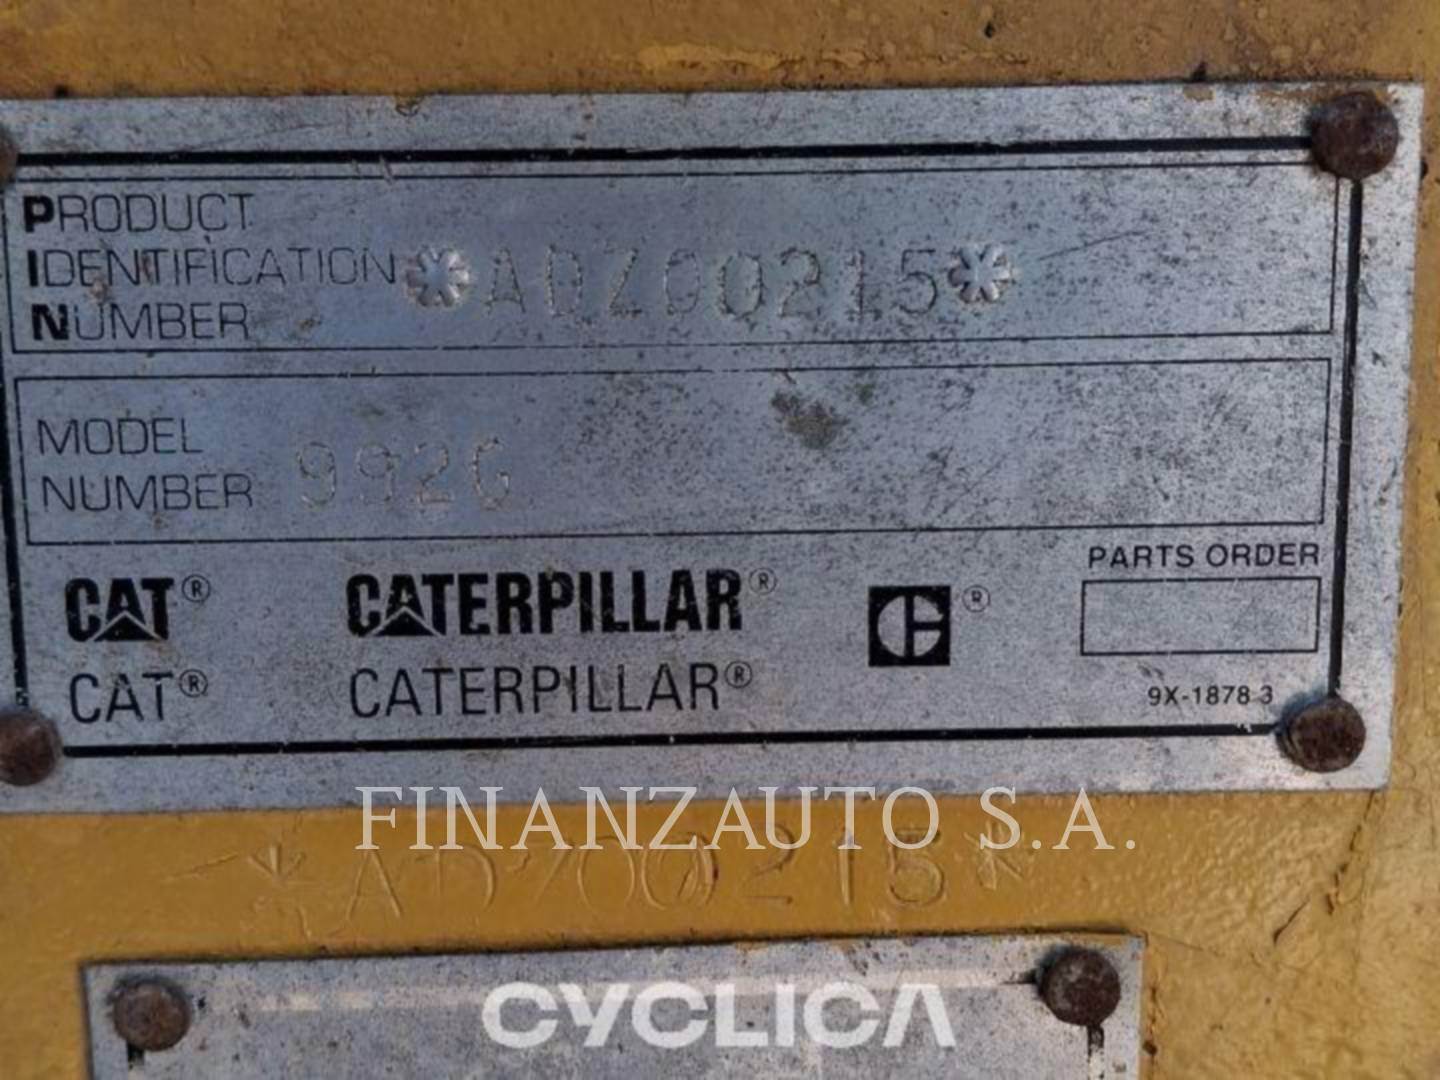 PRODUCT
IDENTIFICATION
NUMBER
*ADZ00215*
MODEL
NUMBER
992G
CAT® CATERPILLAR® ®
CAT® CATERPILLAR®
PARTS ORDER
9X-1878 3
FINANZAUTO S.A.
*ADZ00215*
CYCLICA